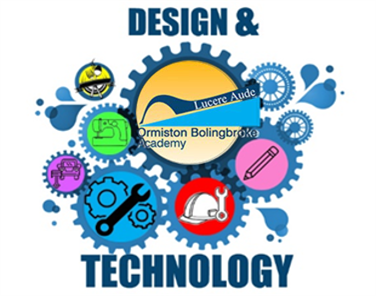 DESIGN &
Lucere Aude
Ormiston Bolingbroke
Academy
TECHNOLOGY